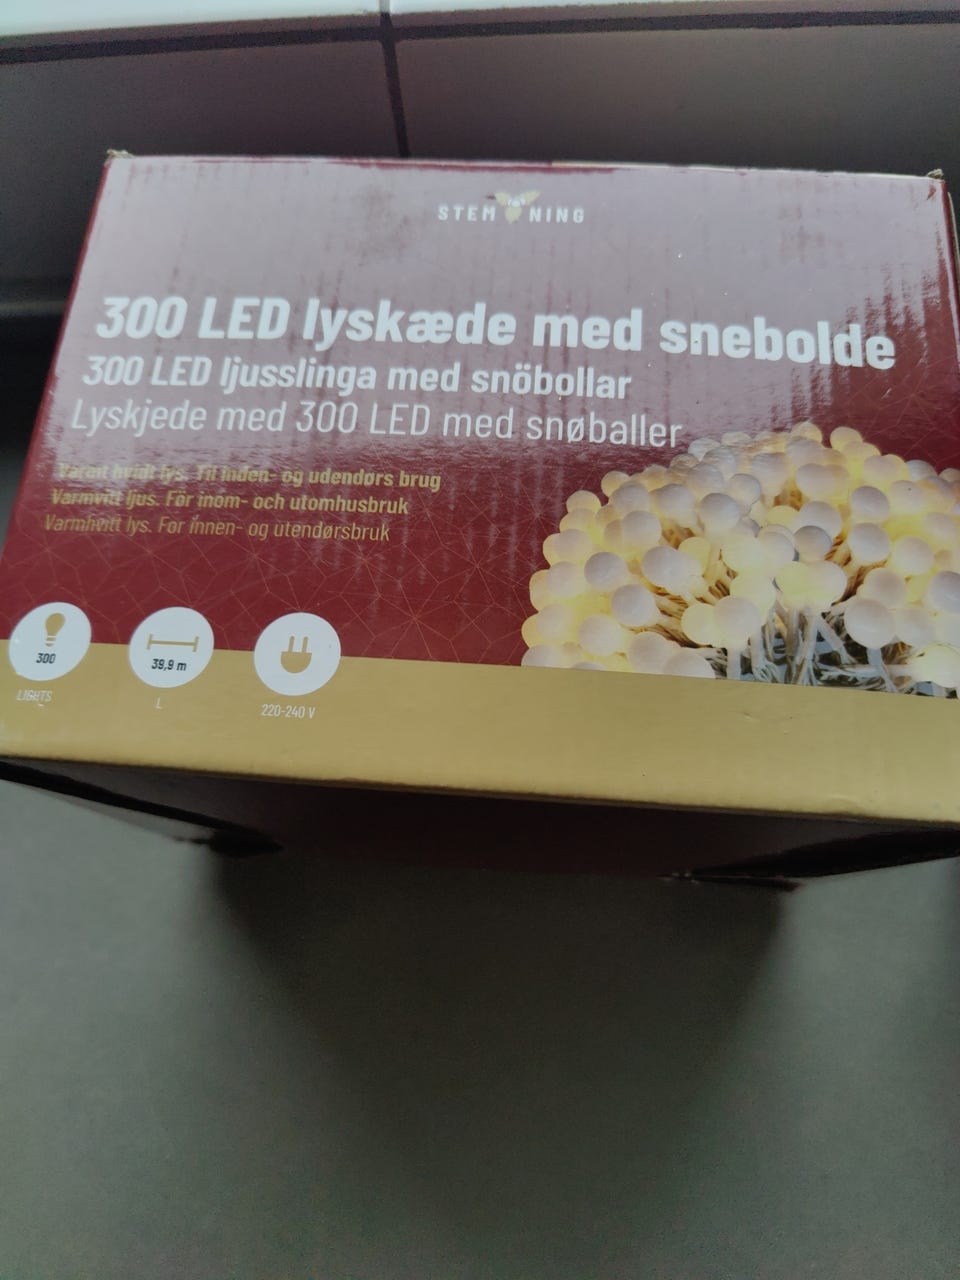 STEMNING
300 LED lyskæde med snebolde
300 LED ljusslinga med snöbollar
Lyskjede med 300 LED med snøballer
Varmt hvidt lys. Til inden- og udendørs brug
Varmvitt ljus. För inom- och utomhusbruk
Varmhvitt lys. For innen- og utendørsbruk
300
LIGHTS
39,9 m
L
220-240 V